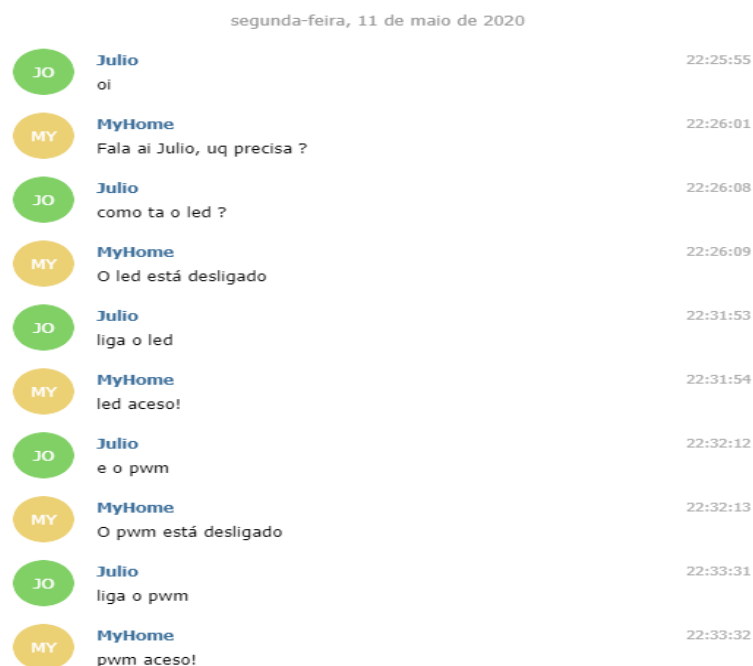 segunda-feira, 11 de maio de 2020
JO Julio 22:25:55
oi
MY MyHome 22:26:01
Fala ai Julio, uq precisa ?
JO Julio 22:26:08
como ta o led ?
MY MyHome 22:26:09
O led está desligado
JO Julio 22:31:53
liga o led
MY MyHome 22:31:54
led aceso!
JO Julio 22:32:12
e o pwm
MY MyHome 22:32:13
O pwm está desligado
JO Julio 22:33:31
liga o pwm
MY MyHome 22:33:32
pwm aceso!